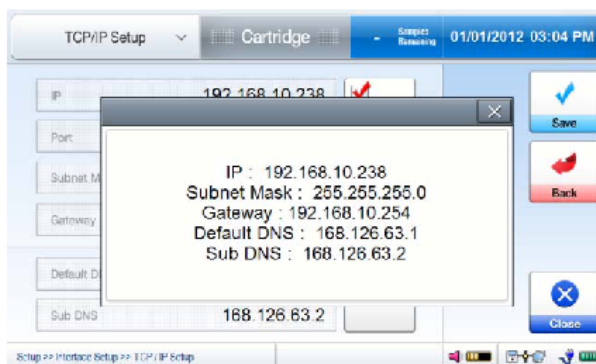 TCP/IP Setup
Cartridge
- Samples Remaining
01/01/2012 03:04 PM
IP
192.168.10.238
Save
Port
IP : 192.168.10.238
Subnet M
Subnet Mask : 255.255.255.0
Back
Gateway
Gateway : 192.168.10.254
Default DNS : 168.126.63.1
Sub DNS : 168.126.63.2
Default D
Sub DNS
168.126.63.2
Close
Setup >> Interface Setup >> TCP / IP Setup